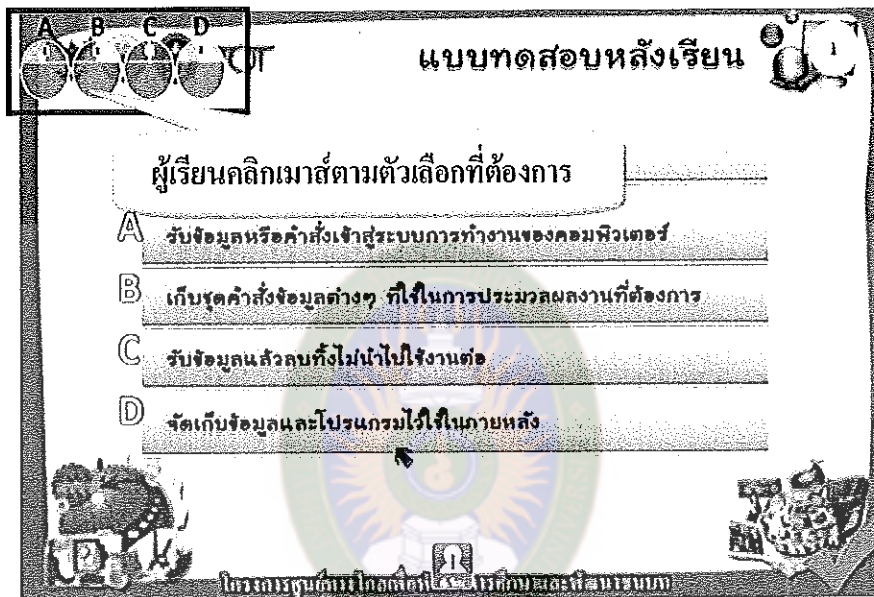 A B C D
แบบทดสอบหลังเรียน
1
ผู้เรียนคลิกเมาส์ตามตัวเลือกที่ต้องการ
A รับข้อมูลหรือคำสั่งเข้าสู่ระบบการทำงานของคอมพิวเตอร์
B เก็บชุดคำสั่งข้อมูลต่างๆ ที่ใช้ในการประมวลผลงานที่ต้องการ
C รับข้อมูลแล้วลบทิ้งไม่นำไปใช้งานต่อ
D จัดเก็บข้อมูลและโปรแกรมไว้ใช้ในภายหลัง